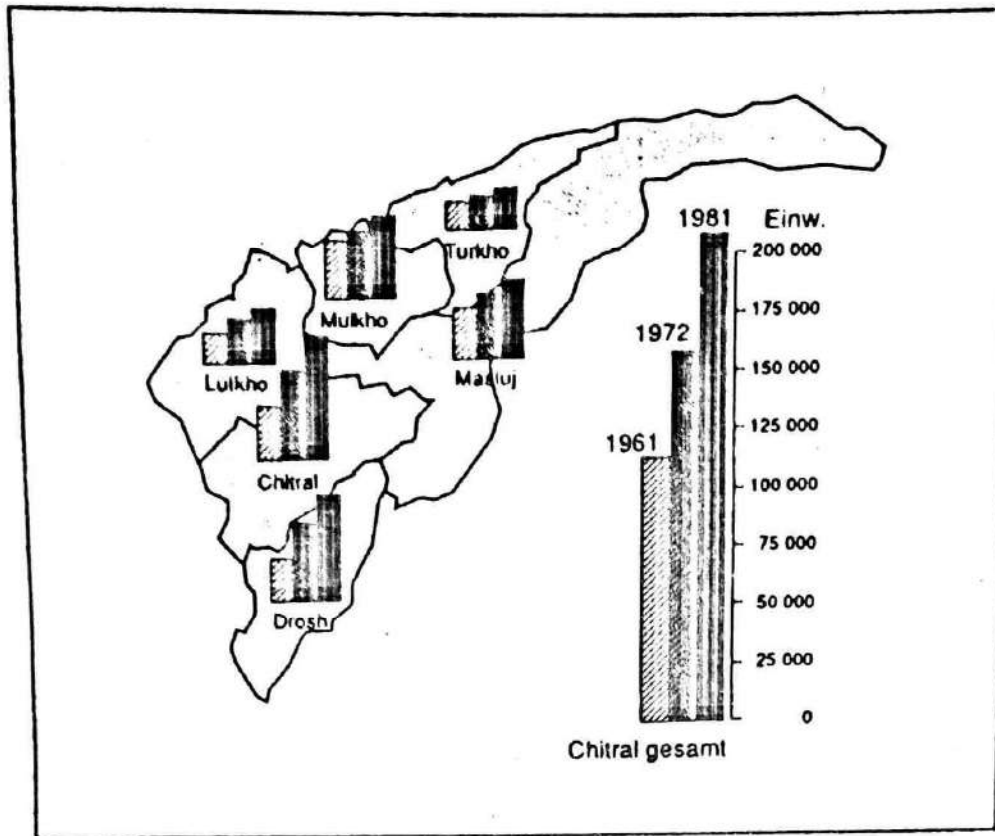 Turkho
Mulkho
Mastuj
Lutkho
Chitral
Drosh
1961
1972
1981
Einw.
200 000
175 000
150 000
125 000
100 000
75 000
50 000
25 000
0
Chitral gesamt